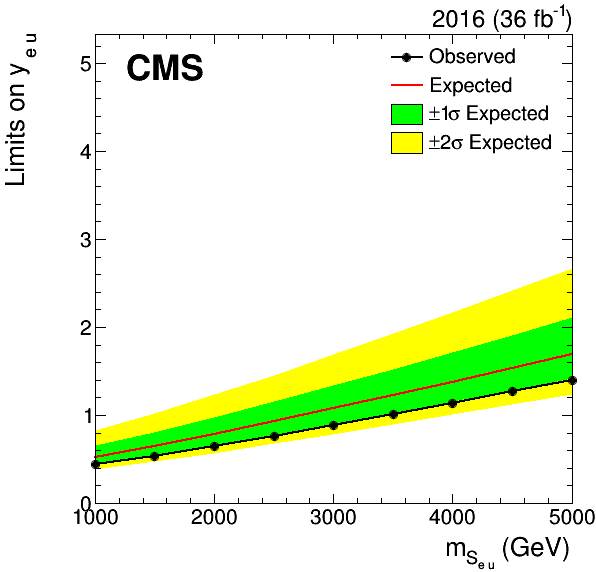 2016 (36 fb⁻¹)
Limits on y e u
CMS
Observed
Expected
±1σ Expected
±2σ Expected
5
4
3
2
1
0
1000 2000 3000 4000 5000
m S e u (GeV)